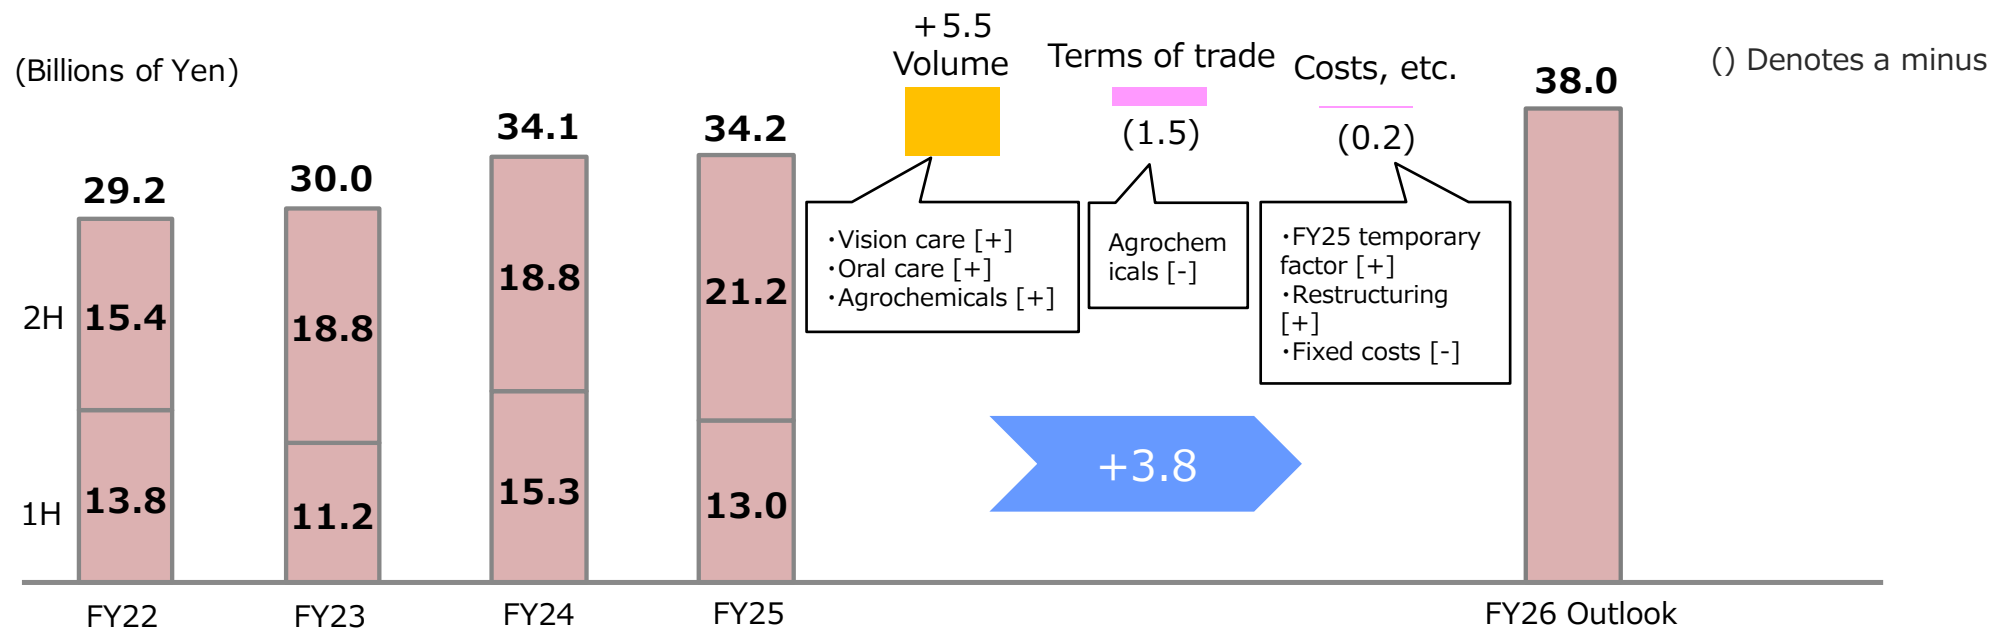 (Billions of Yen)
() Denotes a minus
+5.5
Volume
Terms of trade
(1.5)
Costs, etc.
(0.2)
29.2
30.0
34.1
34.2
38.0
2H
15.4
18.8
18.8
21.2
1H
13.8
11.2
15.3
13.0
・Vision care [+]
・Oral care [+]
・Agrochemicals [+]
Agrochem
icals [-]
・FY25 temporary
factor [+]
・Restructuring
[+]
・Fixed costs [-]
+3.8
FY22
FY23
FY24
FY25
FY26 Outlook